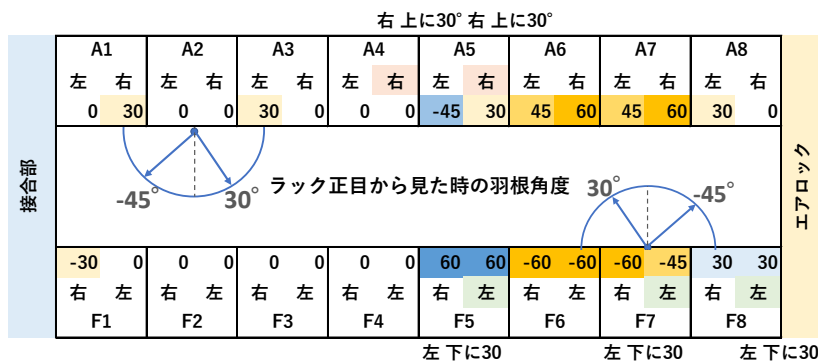 右 上に30° 右 上に30°
A1 A2 A3 A4 A5 A6 A7 A8
左 右 左 右 左 右 左 右 左 右 左 右 左 右 左 右
0 30 0 0 30 0 0 0 -45 30 45 60 45 60 30 0
接合部
エアロック
-45° 30° ラック正目から見た時の羽根角度 30° -45°
-30 0 0 0 0 0 0 0 60 60 -60 -60 -60 -45 30 30
右 左 右 左 右 左 右 左 右 左 右 左 右 左 右 左
F1 F2 F3 F4 F5 F6 F7 F8
左 下に30 左 下に30 左 下に30